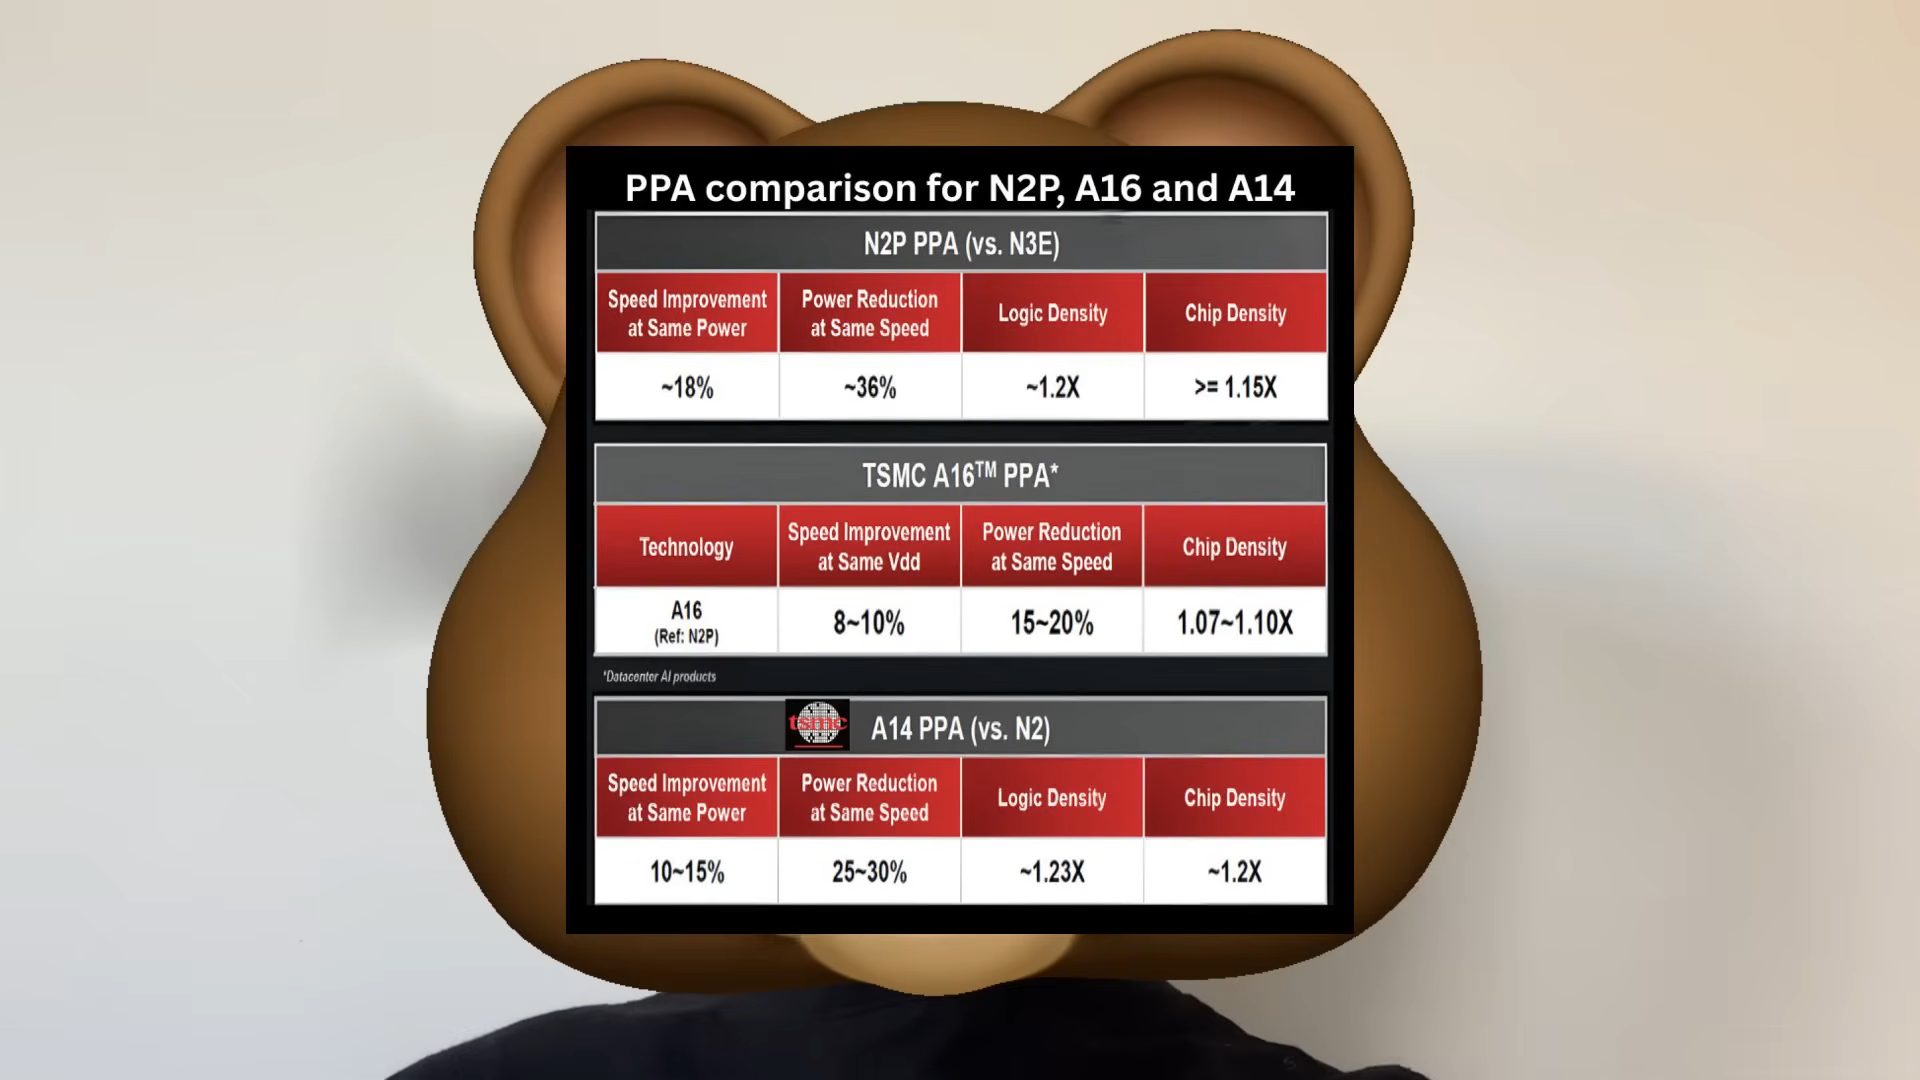 PPA comparison for N2P, A16 and A14
N2P PPA (vs. N3E)
Speed Improvement
at Same Power
Power Reduction
at Same Speed
Logic Density
Chip Density
~18%
~36%
~1.2X
>= 1.15X
TSMC A16™ PPA*
Technology
Speed Improvement
at Same Vdd
Power Reduction
at Same Speed
Chip Density
A16
(Ref: N2P)
8~10%
15~20%
1.07~1.10X
*Datacenter AI products
tsmc
A14 PPA (vs. N2)
Speed Improvement
at Same Power
Power Reduction
at Same Speed
Logic Density
Chip Density
10~15%
25~30%
~1.23X
~1.2X